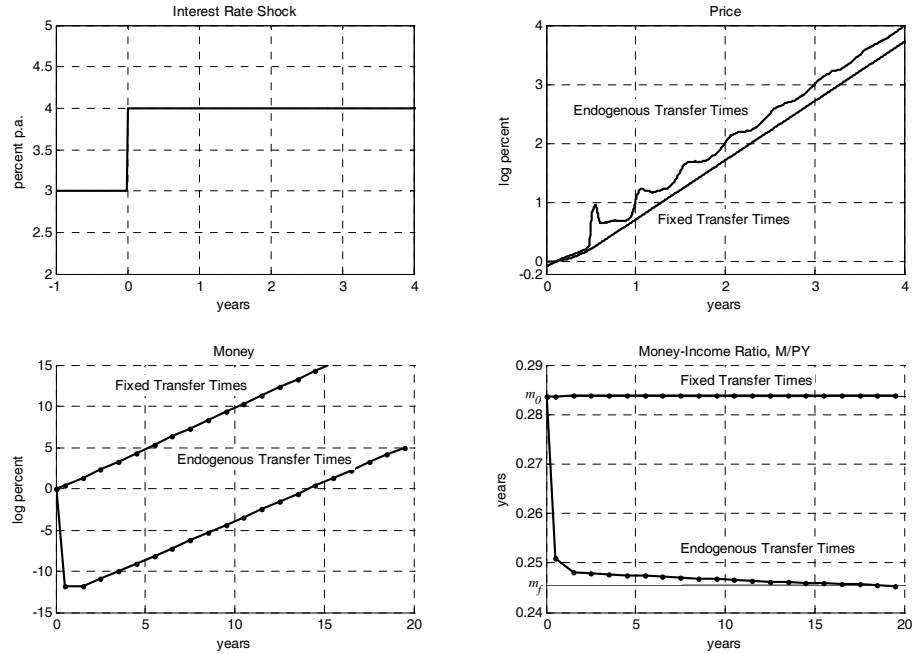 Interest Rate Shock
5
4.5
4
3.5
3
2.5
2
percent p.a.
-1
0
1
2
3
4
years
Price
4
3
2
1
0
-0.2
log percent
Endogenous Transfer Times
Fixed Transfer Times
0
1
2
3
4
years
Money
15
10
5
0
-5
-10
-15
log percent
Fixed Transfer Times
Endogenous Transfer Times
0
5
10
15
20
years
Money-Income Ratio, M/PY
0.29
m0
0.28
0.27
0.26
0.25
mf
0.24
years
Fixed Transfer Times
Endogenous Transfer Times
0
5
10
15
20
years